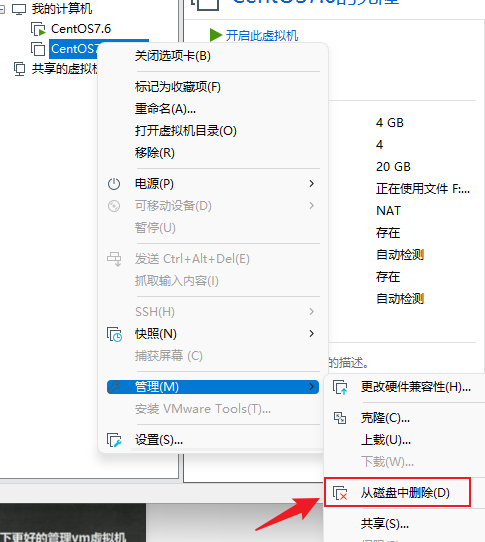 我的计算机
CentOS7.6
CentOS7
共享的虚拟机
CentOS7.6的克隆
开启此虚拟机
关闭选项卡(B)
标记为收藏项(F)
重命名(A)...
打开虚拟机目录(O)
移除(R)
电源(P)
可移动设备(D)
暂停(U)
发送 Ctrl+Alt+Del(E)
抓取输入内容(I)
SSH(H)
快照(N)
捕获屏幕 (C)
管理(M)
安装 VMware Tools(T)...
设置(S)...
4 GB
4
20 GB
正在使用文件 F:...
NAT
存在
自动检测
存在
自动检测
的描述。
更改硬件兼容性(H)...
克隆(C)...
上载(U)...
下载(W)...
从磁盘中删除(D)
共享(S)...
下更好的管理vm虚拟机